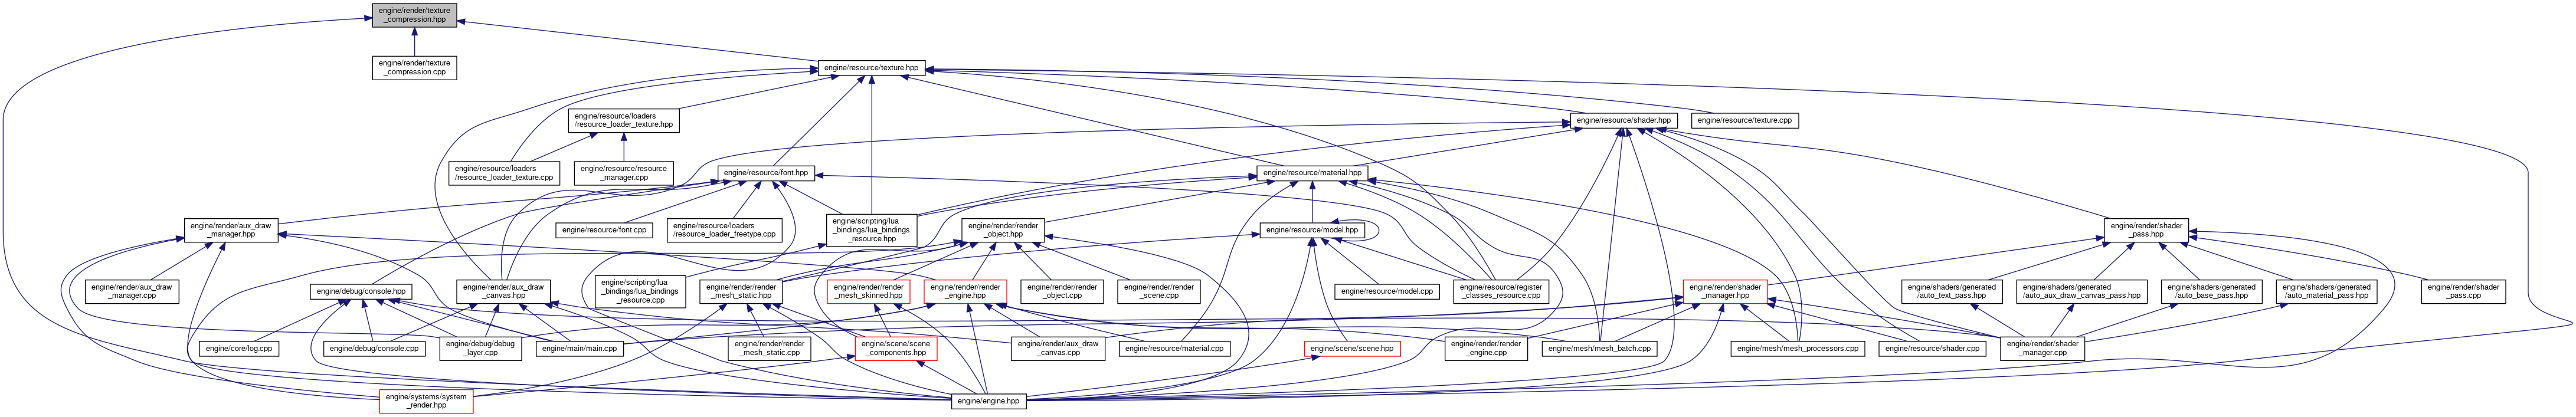 engine/render/texture
_compression.hpp
engine/render/texture
_compression.cpp
engine/resource/texture.hpp
engine/resource/loaders
/resource_loader_texture.hpp
engine/resource/shader.hpp
engine/resource/texture.cpp
engine/resource/loaders
/resource_loader_texture.cpp
engine/resource/resource
_manager.cpp
engine/resource/font.hpp
engine/resource/material.hpp
engine/render/aux_draw
_manager.hpp
engine/resource/font.cpp
engine/resource/loaders
/resource_loader_freetype.cpp
engine/scripting/lua
_bindings/lua_bindings
_resource.hpp
engine/render/render
_object.hpp
engine/resource/model.hpp
engine/render/shader
_pass.hpp
engine/render/aux_draw
_manager.cpp
engine/debug/console.hpp
engine/render/aux_draw
_canvas.hpp
engine/scripting/lua
_bindings/lua_bindings
_resource.cpp
engine/render/render
_mesh_static.hpp
engine/render/render
_mesh_skinned.hpp
engine/render/render
_engine.hpp
engine/render/render
_object.cpp
engine/render/render
_scene.cpp
engine/resource/model.cpp
engine/resource/register
_classes_resource.cpp
engine/render/shader
_manager.hpp
engine/shaders/generated
/auto_text_pass.hpp
engine/shaders/generated
/auto_aux_draw_canvas_pass.hpp
engine/shaders/generated
/auto_base_pass.hpp
engine/shaders/generated
/auto_material_pass.hpp
engine/render/shader
_pass.cpp
engine/core/log.cpp
engine/debug/console.cpp
engine/debug/debug
_layer.cpp
engine/main/main.cpp
engine/render/render
_mesh_static.cpp
engine/scene/scene
_components.hpp
engine/render/aux_draw
_canvas.cpp
engine/resource/material.cpp
engine/scene/scene.hpp
engine/render/render
_engine.cpp
engine/mesh/mesh_batch.cpp
engine/mesh/mesh_processors.cpp
engine/resource/shader.cpp
engine/render/shader
_manager.cpp
engine/systems/system
_render.hpp
engine/engine.hpp